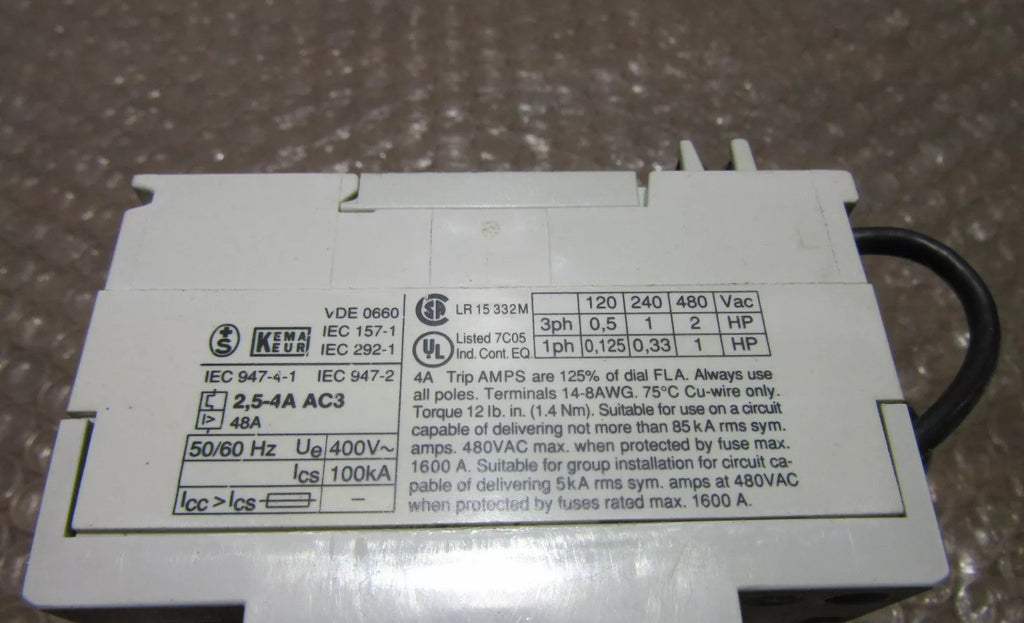 VDE 0660
IEC 157-1
IEC 292-1
+S
KEMA
KEUR
IEC 947-4-1 IEC 947-2
2,5-4A AC3
I> 48A
50/60 Hz Ue 400V~
Ics 100kA
Icc >Ics –
SA LR 15 332M
UL Listed 7C05
Ind. Cont. EQ.
120 240 480 Vac
3ph 0,5 1 2 HP
1ph 0,125 0,33 1 HP
4A Trip AMPS are 125% of dial FLA. Always use
all poles. Terminals 14-8AWG. 75°C Cu-wire only.
Torque 12 lb. in. (1.4 Nm). Suitable for use on a circuit
capable of delivering not more than 85 kA rms sym.
amps. 480VAC max. when protected by fuse max.
1600 A. Suitable for group installation for circuit ca-
pable of delivering 5kA rms sym. amps at 480VAC
when protected by fuses rated max. 1600 A.